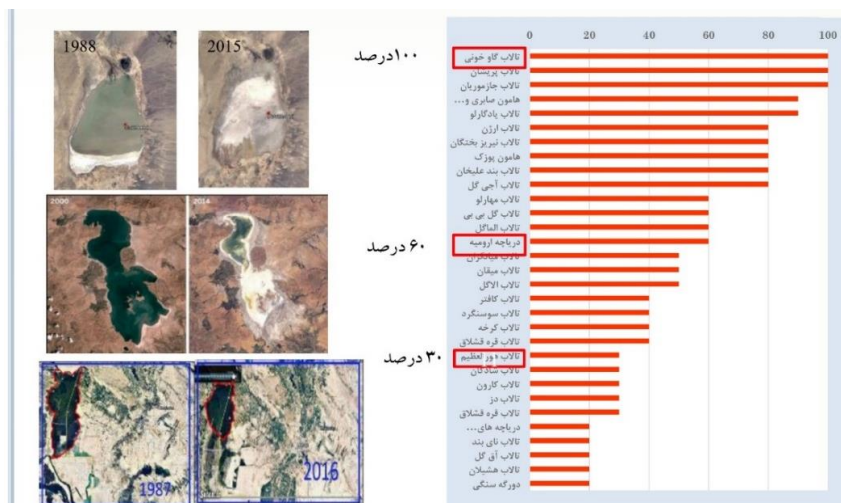 1988
2015
۱۰۰درصد
2000
2014
۶۰ درصد
۳۰ درصد
1987
2016
0 20 40 60 80 100
تالاب گاو خونی
تالاب پریشان
تالاب جازموریان
هامون صابری و...
تالاب یادگارلو
تالاب ارژن
تالاب نیریز بختگان
هامون پوزک
تالاب بند علیخان
تالاب آجی گل
تالاب مهارلو
تالاب گل بی بی
تالاب الماگل
دریاچه ارومیه
تالاب میانگران
تالاب میقان
تالاب الاگل
تالاب کافتر
تالاب سوسنگرد
تالاب کرخه
تالاب قره قشلاق
تالاب هورالعظیم
تالاب شادگان
تالاب کارون
تالاب دز
تالاب قره قشلاق
دریاچه های...
تالاب نای بند
تالاب آق گل
تالاب هشیلان
دورگه سنگی